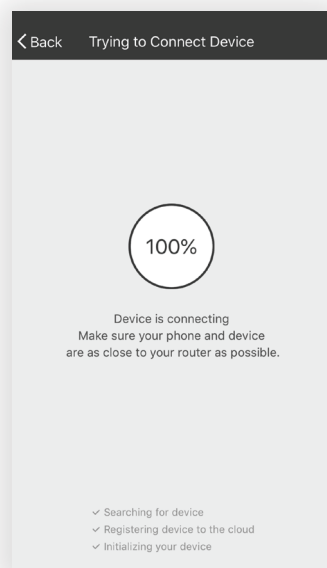 Back Trying to Connect Device
100%
Device is connecting
Make sure your phone and device
are as close to your router as possible.
✓ Searching for device
✓ Registering device to the cloud
✓ Initializing your device